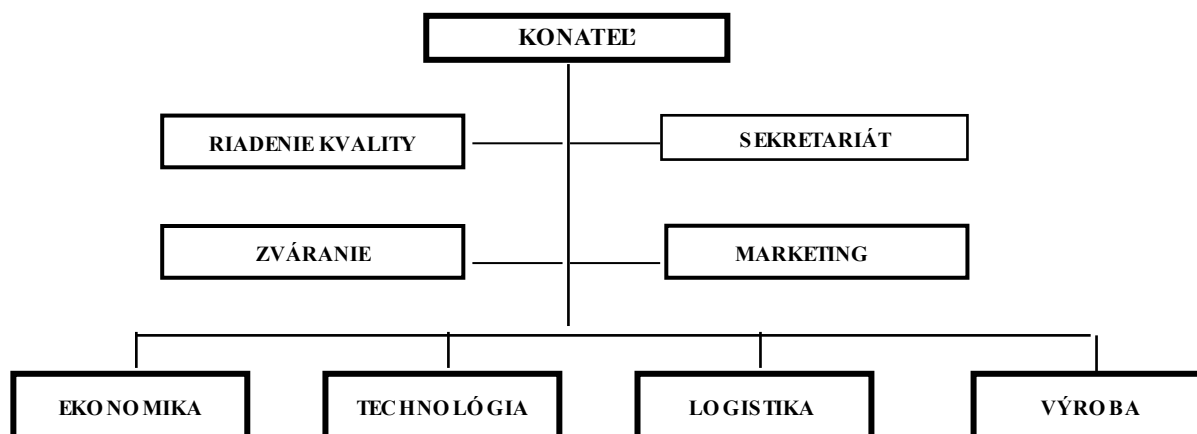 KONATEĽ
RIADENIE KVALITY
SEKRETARIÁT
ZVÁRANIE
MARKETING
EKONOMIKA
TECHNOLÓGIA
LOGISTIKA
VÝROBA